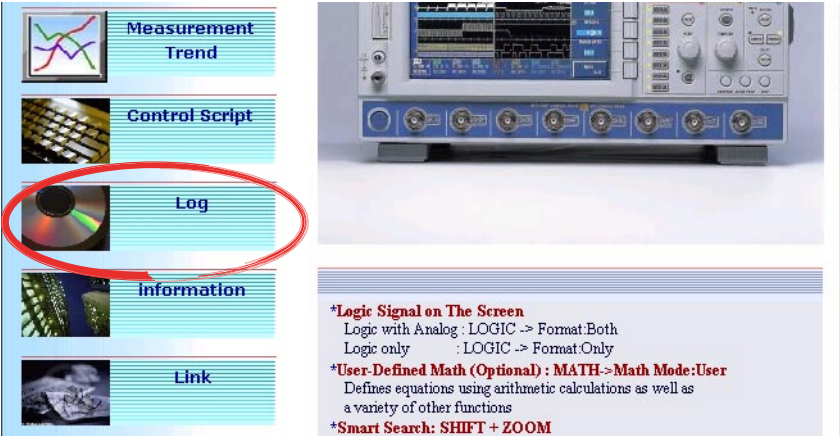 Measurement
Trend
Control Script
Log
information
Link
*Logic Signal on The Screen
Logic with Analog : LOGIC -> Format:Both
Logic only : LOGIC -> Format:Only
*User-Defined Math (Optional) : MATH->Math Mode:User
Defines equations using arithmetic calculations as well as
a variety of other functions
*Smart Search: SHIFT + ZOOM